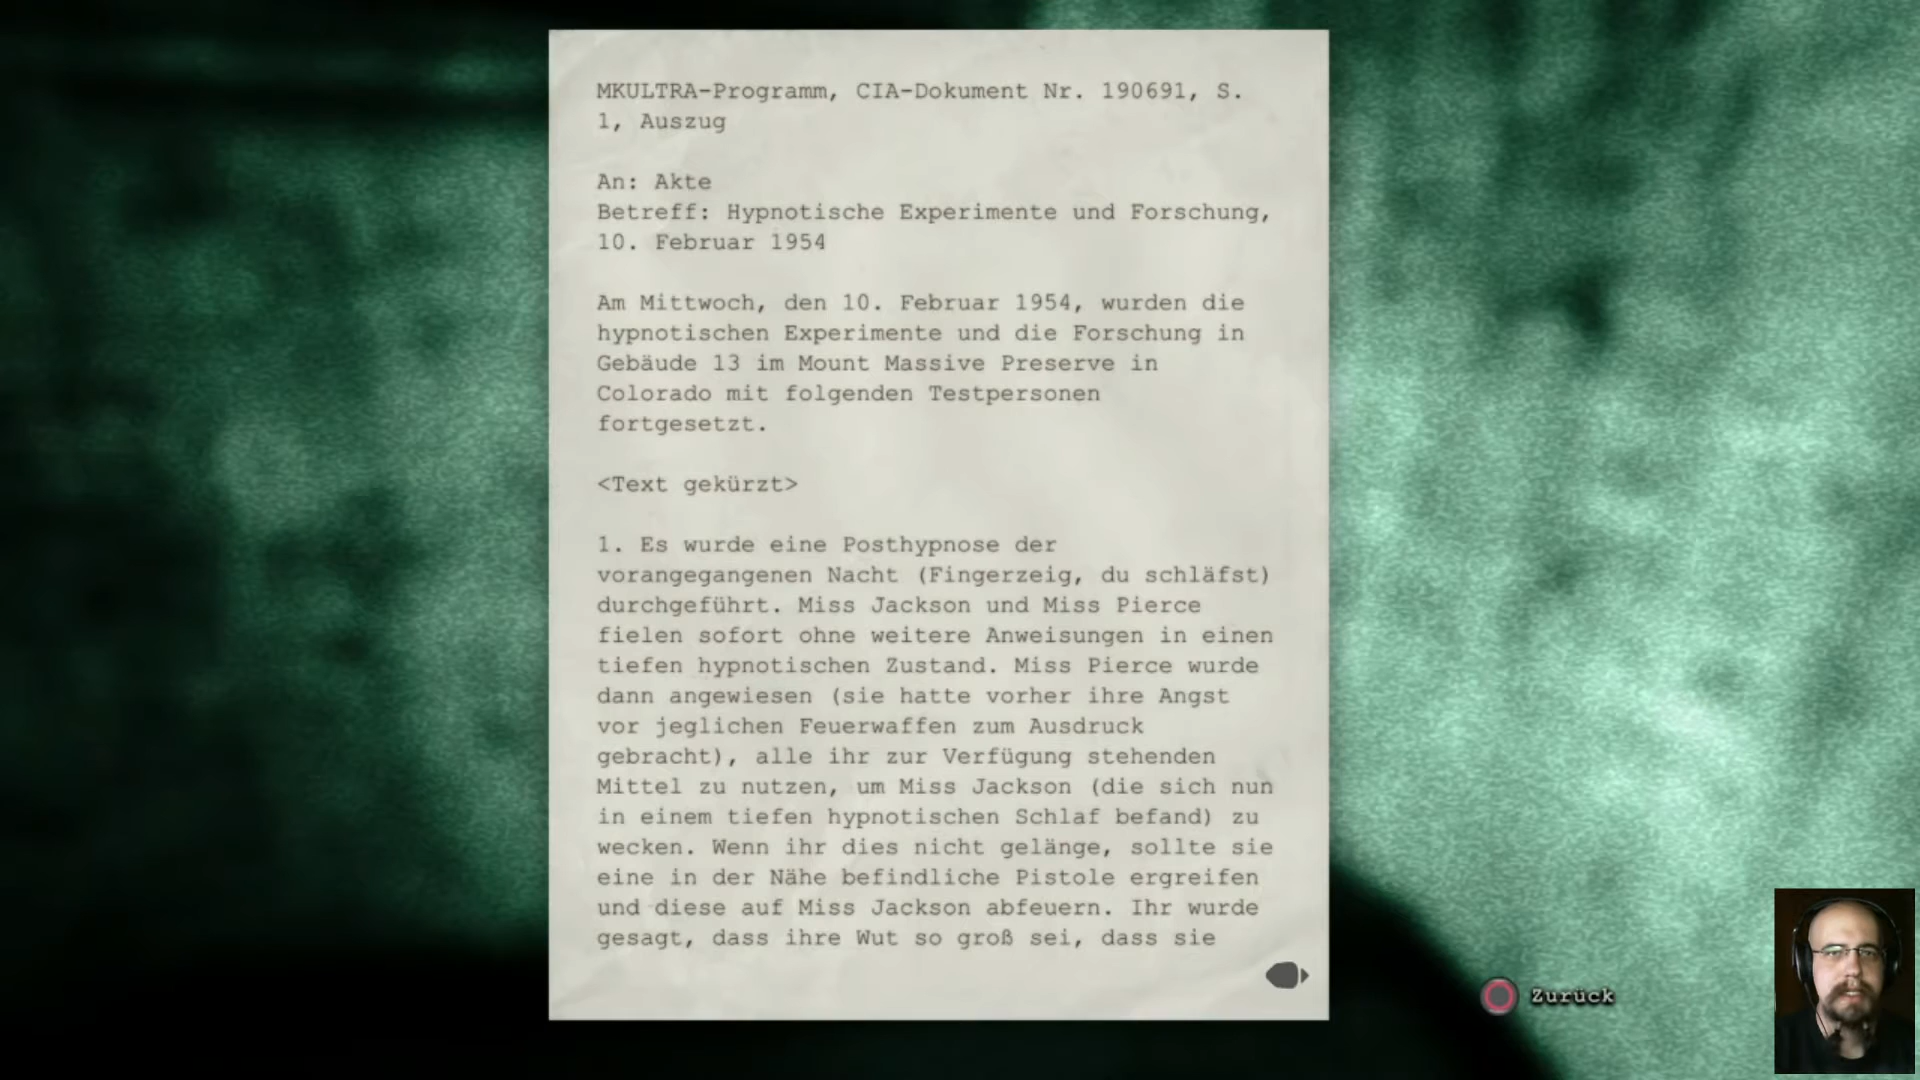 MKULTRA-Programm, CIA-Dokument Nr. 190691, S.
1, Auszug
An: Akte
Betreff: Hypnotische Experimente und Forschung,
10. Februar 1954
Am Mittwoch, den 10. Februar 1954, wurden die
hypnotischen Experimente und die Forschung in
Gebäude 13 im Mount Massive Preserve in
Colorado mit folgenden Testpersonen
fortgesetzt.
<Text gekürzt>
1. Es wurde eine Posthypnose der
vorangegangenen Nacht (Fingerzeig, du schläfst)
durchgeführt. Miss Jackson und Miss Pierce
fielen sofort ohne weitere Anweisungen in einen
tiefen hypnotischen Zustand. Miss Pierce wurde
dann angewiesen (sie hatte vorher ihre Angst
vor jeglichen Feuerwaffen zum Ausdruck
gebracht), alle ihr zur Verfügung stehenden
Mittel zu nutzen, um Miss Jackson (die sich nun
in einem tiefen hypnotischen Schlaf befand) zu
wecken. Wenn ihr dies nicht gelänge, sollte sie
eine in der Nähe befindliche Pistole ergreifen
und diese auf Miss Jackson abfeuern. Ihr wurde
gesagt, dass ihre Wut so groß sei, dass sie
Zurück